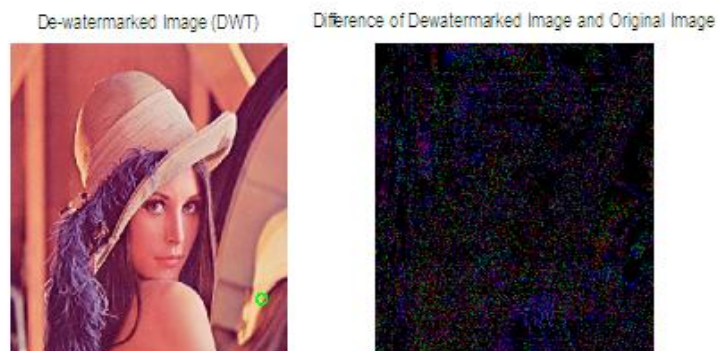 De-watermarked Image (DWT)
Difference of Dewatermarked Image and Original Image